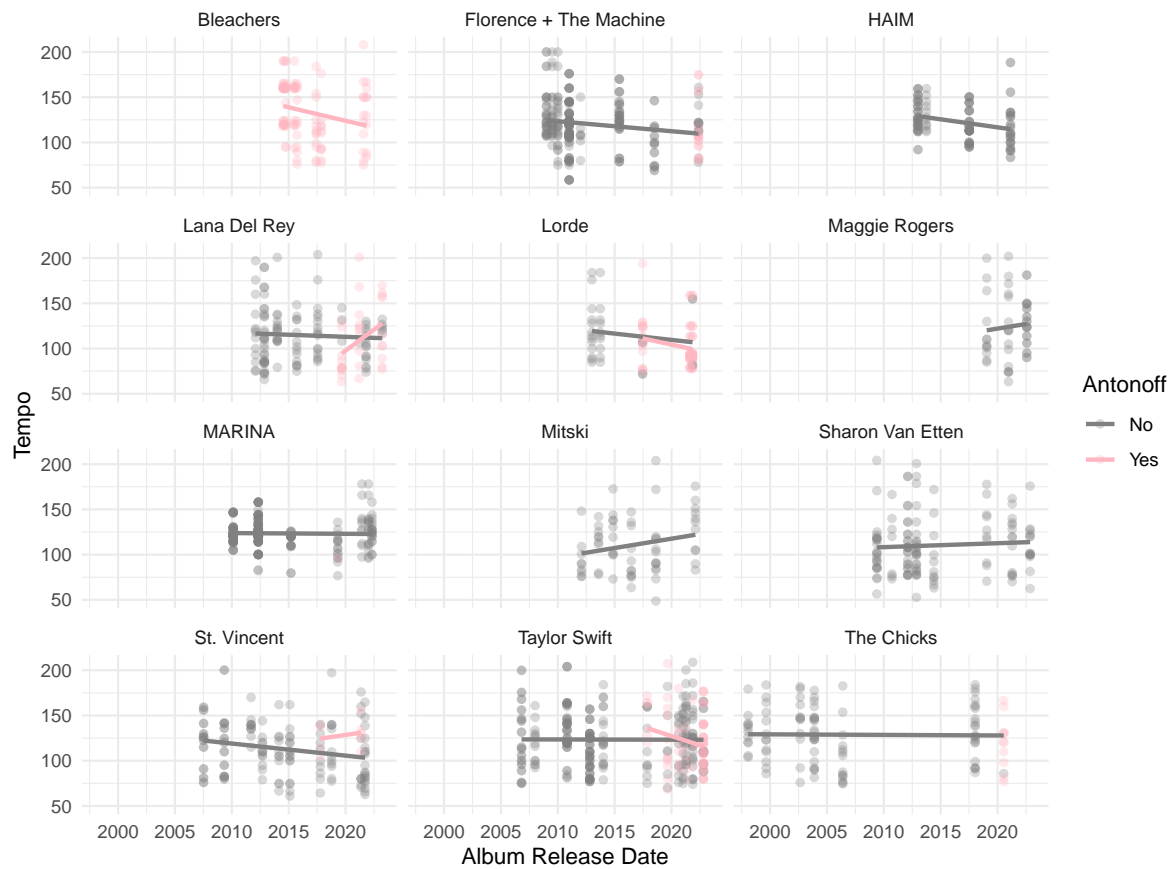 Bleachers Florence + The Machine HAIM
200
150
100
50
Lana Del Rey Lorde Maggie Rogers
200
150
100
50
MARINA Mitski Sharon Van Etten
200
150
100
50
St. Vincent Taylor Swift The Chicks
200
150
100
50
2000 2005 2010 2015 2020 2000 2005 2010 2015 2020 2000 2005 2010 2015 2020
Album Release Date
Tempo
Antonoff
No
Yes